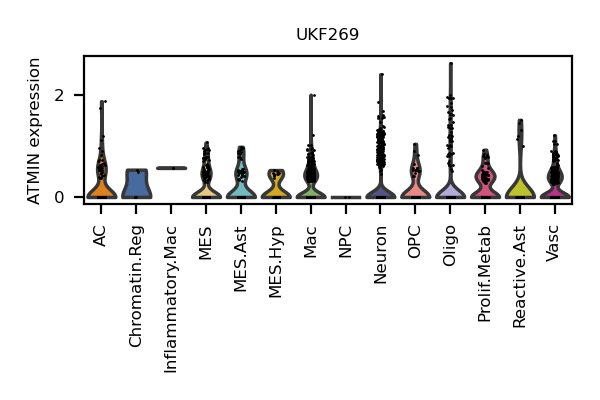 UKF269
ATMIN expression
2
0
AC
Chromatin.Reg
Inflammatory.Mac
MES
MES.Ast
MES.Hyp
Mac
NPC
Neuron
OPC
Oligo
Prolif.Metab
Reactive.Ast
Vasc